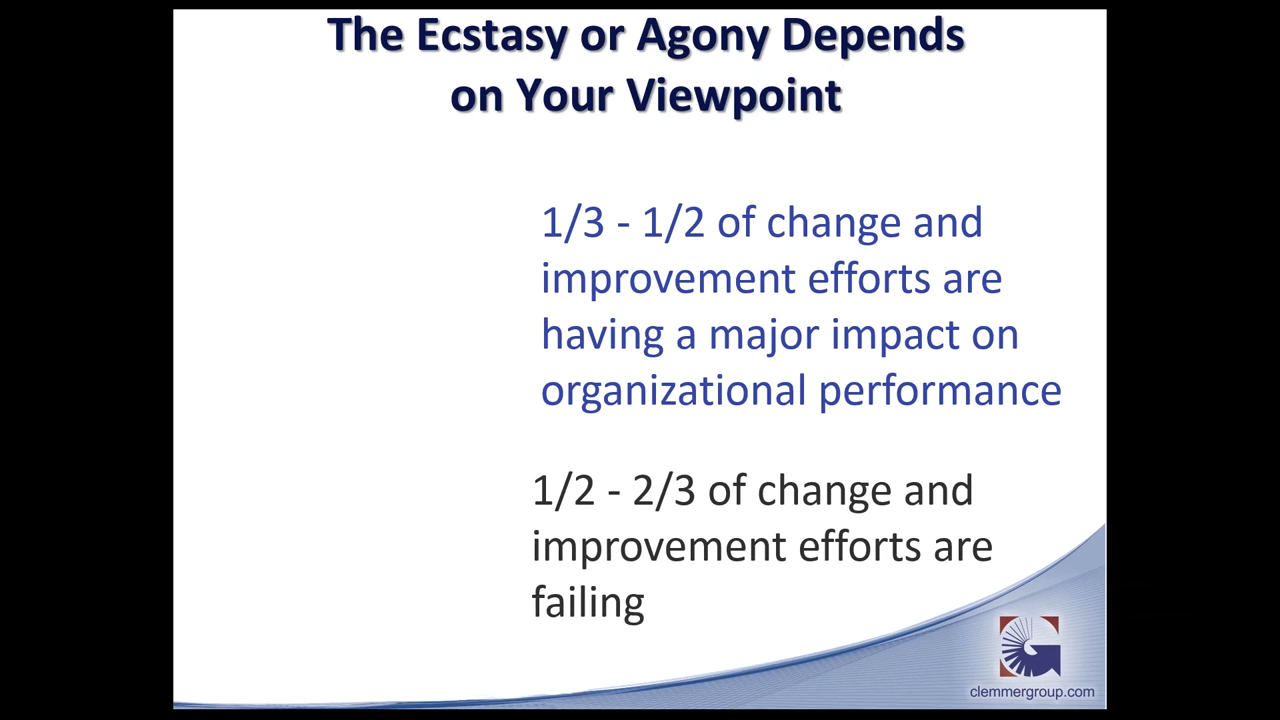 The Ecstasy or Agony Depends
on Your Viewpoint
1/3 - 1/2 of change and
improvement efforts are
having a major impact on
organizational performance
1/2 - 2/3 of change and
improvement efforts are
failing
clemmergroup.com